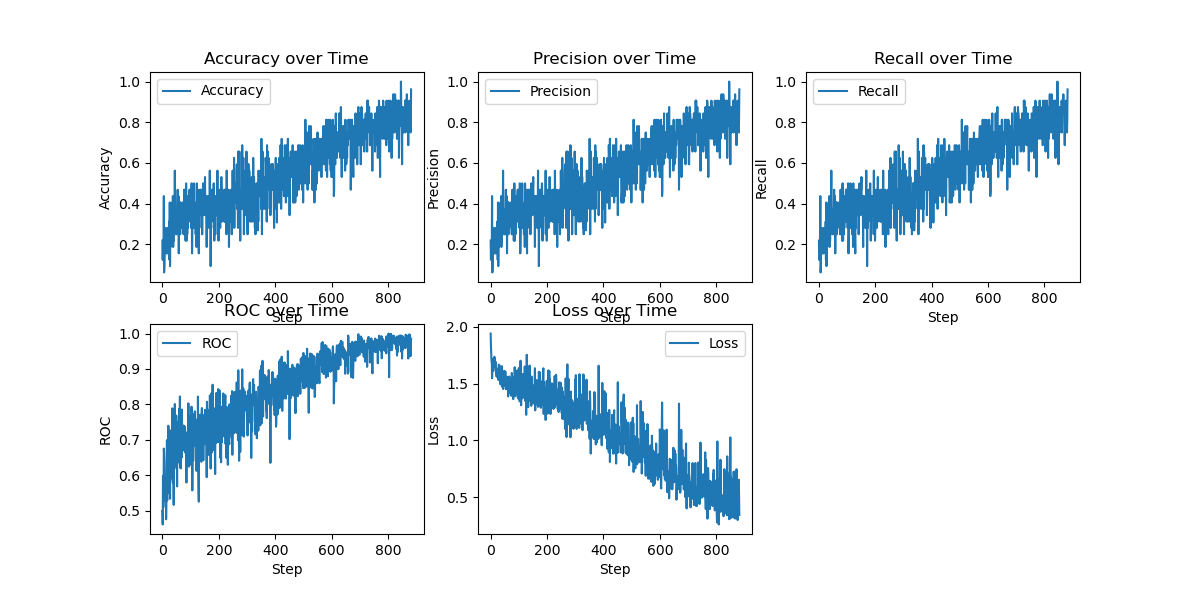 Accuracy over Time
Accuracy
Accuracy
1.0
0.8
0.6
0.4
0.2
0 200 400 600 800
Step
Precision over Time
Precision
Precision
1.0
0.8
0.6
0.4
0.2
0 200 400 600 800
Step
Recall over Time
Recall
Recall
1.0
0.8
0.6
0.4
0.2
0 200 400 600 800
Step
ROC over Time
ROC
ROC
1.0
0.9
0.8
0.7
0.6
0.5
0 200 400 600 800
Step
Loss over Time
Loss
Loss
2.0
1.5
1.0
0.5
0 200 400 600 800
Step